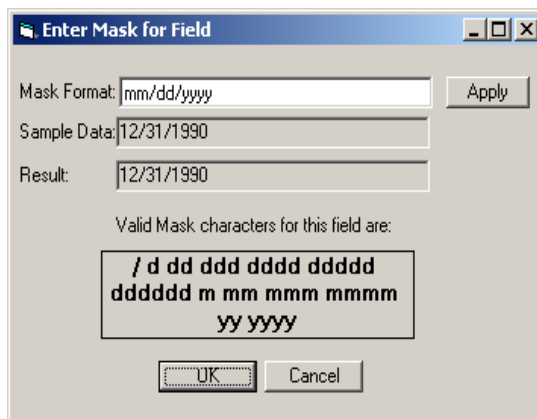 Enter Mask for Field
Mask Format: mm/dd/yyyy Apply
Sample Data: 12/31/1990
Result: 12/31/1990
Valid Mask characters for this field are:
/ d dd ddd dddd ddddd
dddddd m mm mmm mmmm
yy yyyy
OK Cancel